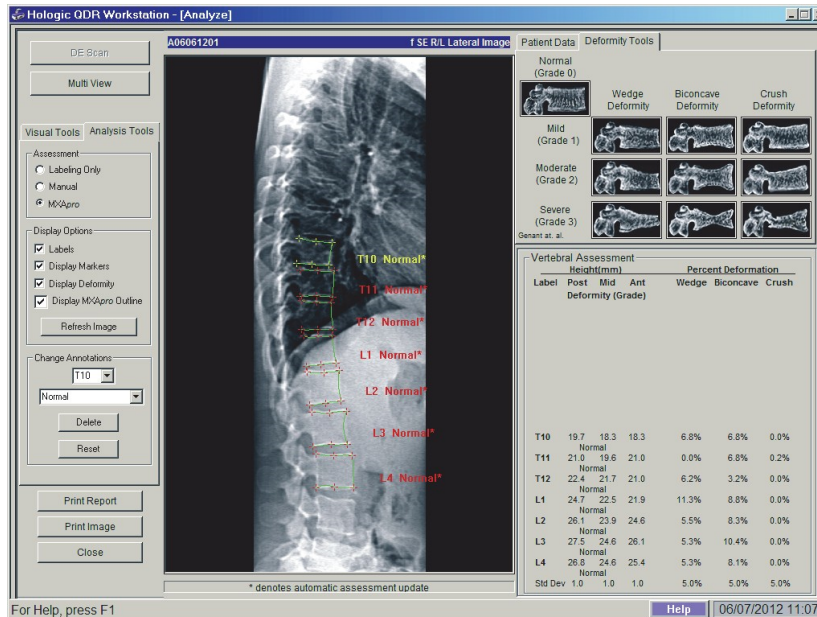 Hologic QDR Workstation - [Analyze]
DE Scan
Multi View
Visual Tools Analysis Tools
Assessment
Labeling Only
Manual
MXApro
Display Options
Labels
Display Markers
Display Deformity
Display MXApro Outline
Refresh Image
Change Annotations
T10
Normal
Delete
Reset
Print Report
Print Image
Close
A06061201 f SE R/L Lateral Image
T10 Normal*
T11 Normal*
T12 Normal*
L1 Normal*
L2 Normal*
L3 Normal*
L4 Normal*
* denotes automatic assessment update
Patient Data Deformity Tools
Normal
(Grade 0)
Wedge
Deformity
Biconcave
Deformity
Crush
Deformity
Mild
(Grade 1)
Moderate
(Grade 2)
Severe
(Grade 3)
Genant at. al.
Vertebral Assessment
Height(mm) Percent Deformation
Label Post Mid Ant Wedge Biconcave Crush
Deformity (Grade)
T10 19.7 18.3 18.3 6.8% 6.8% 0.0%
Normal
T11 21.0 19.6 21.0 0.0% 6.8% 0.2%
Normal
T12 22.4 21.7 21.0 6.2% 3.2% 0.0%
Normal
L1 24.7 22.5 21.9 11.3% 8.8% 0.0%
Normal
L2 26.1 23.9 24.6 5.5% 8.3% 0.0%
Normal
L3 27.5 24.6 26.1 5.3% 10.4% 0.0%
Normal
L4 26.8 24.6 25.4 5.3% 8.1% 0.0%
Normal
Std Dev 1.0 1.0 1.0 5.0% 5.0% 5.0%
For Help, press F1
Help
06/07/2012 11:07